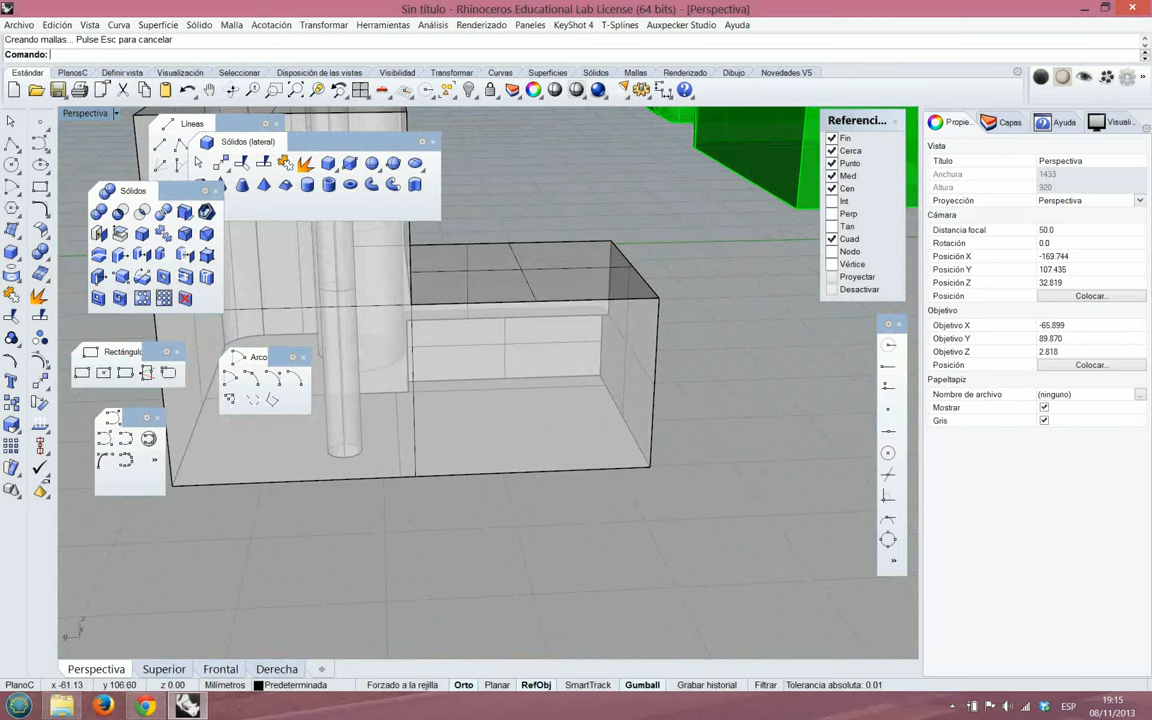 Sin título - Rhinoceros Educational Lab License (64 bits) - [Perspectiva]
Archivo Edición Vista Curva Superficie Sólido Malla Acotación Transformar Herramientas Análisis Renderizado Paneles KeyShot 4 T-Splines Auxpecker Studio Ayuda
Creando mallas... Pulse Esc para cancelar
Comando:
Estándar PlanosC Definir vista Visualización Seleccionar Disposición de las vistas Visibilidad Transformar Curvas Superficies Sólidos Mallas Renderizado Dibujo Novedades V5
Perspectiva
Líneas
Sólidos (lateral)
Sólidos
Rectángulo
Arco
Referenci...
Fin
Cerca
Punto
Med
Cen
Int
Perp
Tan
Cuad
Nodo
Vértice
Proyectar
Desactivar
Propie... Capas Ayuda Visuali...
Vista
Título Perspectiva
Anchura 1433
Altura 920
Proyección Perspectiva
Cámara
Distancia focal 50.0
Rotación 0.0
Posición X -169.744
Posición Y 107.435
Posición Z 32.819
Posición Colocar...
Objetivo
Objetivo X -65.899
Objetivo Y 89.870
Objetivo Z 2.818
Posición Colocar...
Papeltapiz
Nombre de archivo (ninguno) ...
Mostrar
Gris
z
y x
Perspectiva Superior Frontal Derecha
PlanoC x -61.13 y 106.60 z 0.00 Milímetros Predeterminada Forzado a la rejilla Orto Planar RefObj SmartTrack Gumball Grabar historial Filtrar Tolerancia absoluta: 0.01
ESP
19:15
08/11/2013